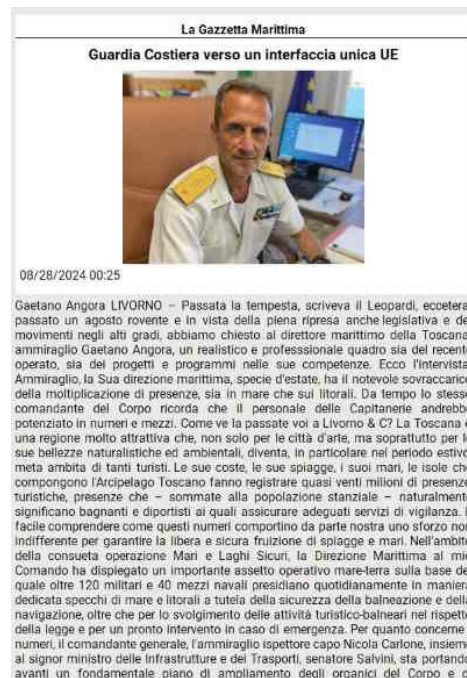 La Gazzetta Marittima
Guardia Costiera verso un interfaccia unica UE
08/28/2024 00:25
Gaetano Angora LIVORNO – Passata la tempesta, scriveva il Leopardi, eccetera
passato un agosto rovente e in vista della piena ripresa anche legislativa e de
movimenti negli alti gradi, abbiamo chiesto al direttore marittimo della Toscana
ammiraglio Gaetano Angora, un realistico e professsionale quadro sia del recente
operato, sia dei progetti e programmi nelle sue competenze. Ecco l'intervista
Ammiraglio, la Sua direzione marittima, specie d'estate, ha il notevole sovraccarico
della moltiplicazione di presenze, sia in mare che sui litorali. Da tempo lo stesso
comandante del Corpo ricorda che il personale delle Capitanerie andrebbe
potenziato in numeri e mezzi. Come ve la passate voi a Livorno & C? La Toscana è
una regione molto attrattiva che, non solo per le città d'arte, ma soprattutto per le
sue bellezze naturalistiche ed ambientali, diventa, in particolare nel periodo estivo
meta ambita di tanti turisti. Le sue coste, le sue spiagge, i suoi mari, le isole che
compongono l'Arcipelago Toscano fanno registrare quasi venti milioni di presenze
turistiche, presenze che – sommate alla popolazione stanziale – naturalmente
significano bagnanti e diportisti ai quali assicurare adeguati servizi di vigilanza.
facile comprendere come questi numeri comportino da parte nostra uno sforzo non
indifferente per garantire la libera e sicura fruizione di spiagge e mari. Nell'ambito
della consueta operazione Mari e Laghi Sicuri, la Direzione Marittima al mio
Comando ha dispiegato un importante assetto operativo mare-terra sulla base del
quale oltre 120 militari e 40 mezzi navali presidiano quotidianamente in maniera
dedicata specchi di mare e litorali a tutela della sicurezza della balneazione e della
navigazione, oltre che per lo svolgimento delle attività turistico-balneari nel rispetto
della legge e per un pronto intervento in caso di emergenza. Per quanto concerne
numeri, il comandante generale, l'ammiraglio ispettore capo Nicola Carlone, insieme
al signor ministro delle Infrastrutture e dei Trasporti, senatore Salvini, sta portando
avanti un fondamentale piano di ampliamento degli organici del Corpo e